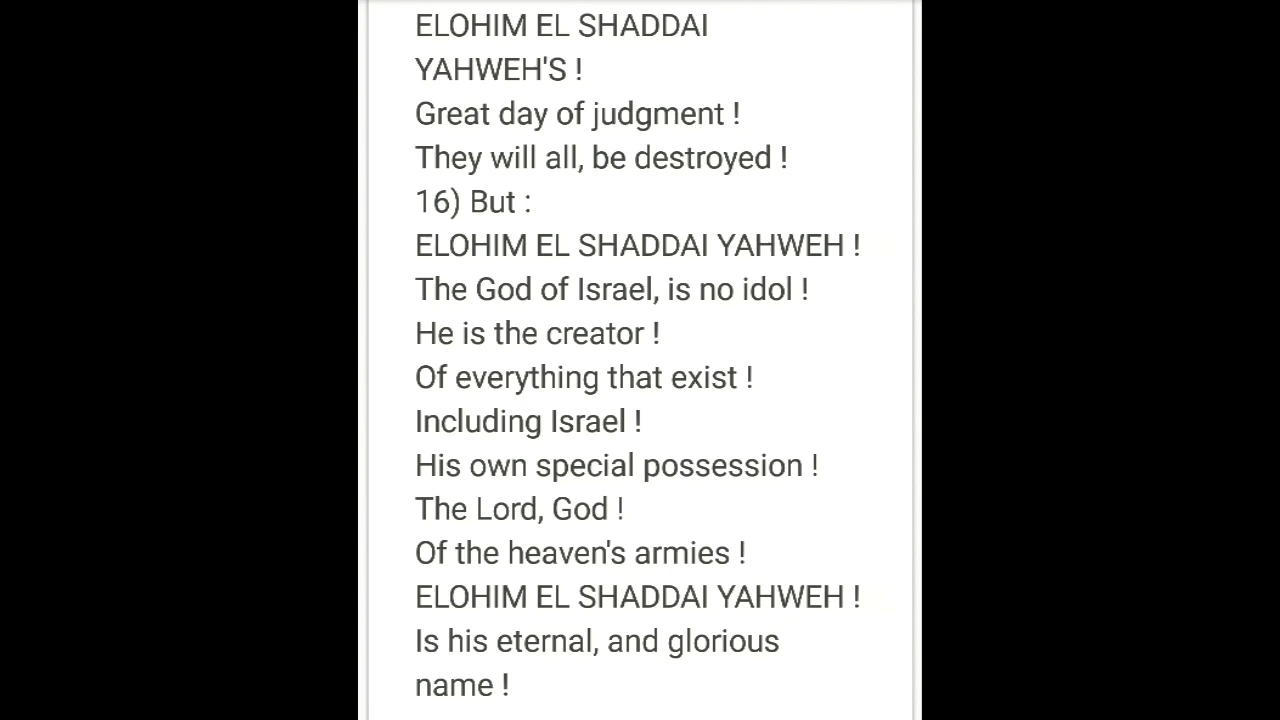 ELOHIM EL SHADDAI
YAHWEH'S !
Great day of judgment !
They will all, be destroyed !
16) But :
ELOHIM EL SHADDAI YAHWEH !
The God of Israel, is no idol !
He is the creator !
Of everything that exist !
Including Israel !
His own special possession !
The Lord, God !
Of the heaven's armies !
ELOHIM EL SHADDAI YAHWEH !
Is his eternal, and glorious
name !